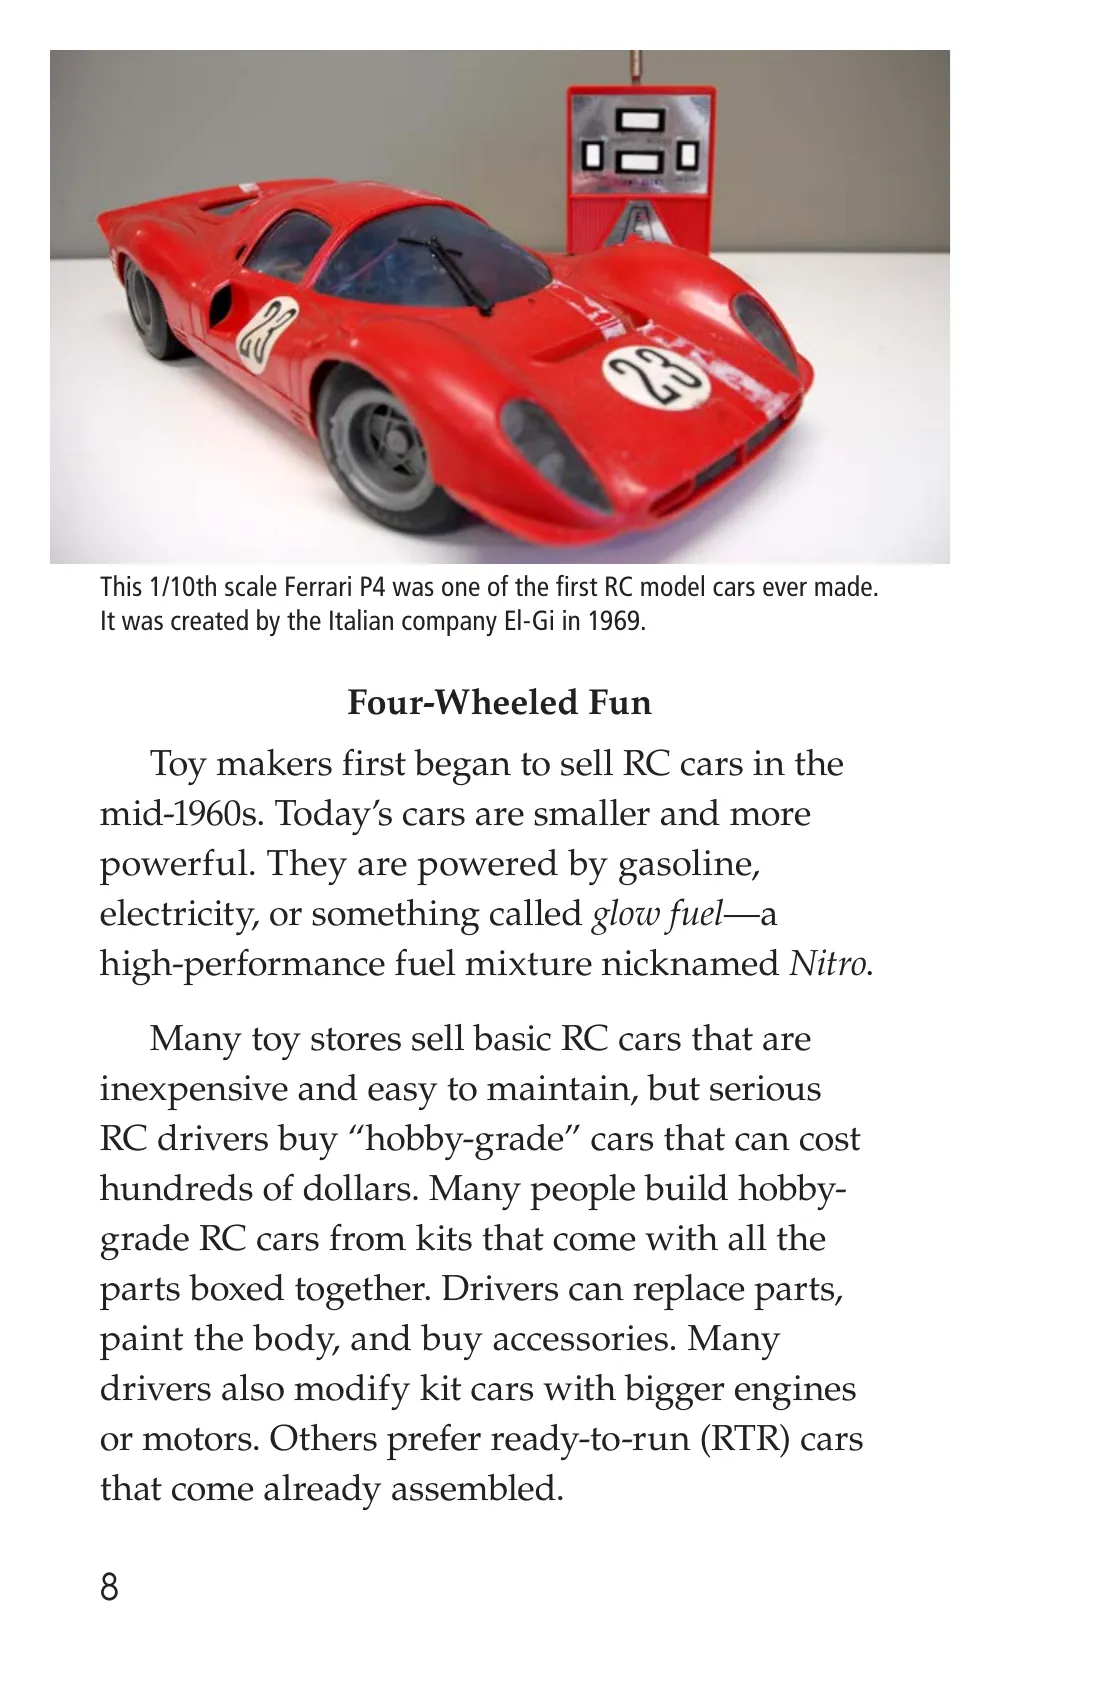 23
23
This 1/10th scale Ferrari P4 was one of the first RC model cars ever made.
It was created by the Italian company El-Gi in 1969.
Four-Wheeled Fun
Toy makers first began to sell RC cars in the
mid-1960s. Today’s cars are smaller and more
powerful. They are powered by gasoline,
electricity, or something called glow fuel—a
high-performance fuel mixture nicknamed Nitro.
Many toy stores sell basic RC cars that are
inexpensive and easy to maintain, but serious
RC drivers buy “hobby-grade” cars that can cost
hundreds of dollars. Many people build hobby-
grade RC cars from kits that come with all the
parts boxed together. Drivers can replace parts,
paint the body, and buy accessories. Many
drivers also modify kit cars with bigger engines
or motors. Others prefer ready-to-run (RTR) cars
that come already assembled.
8